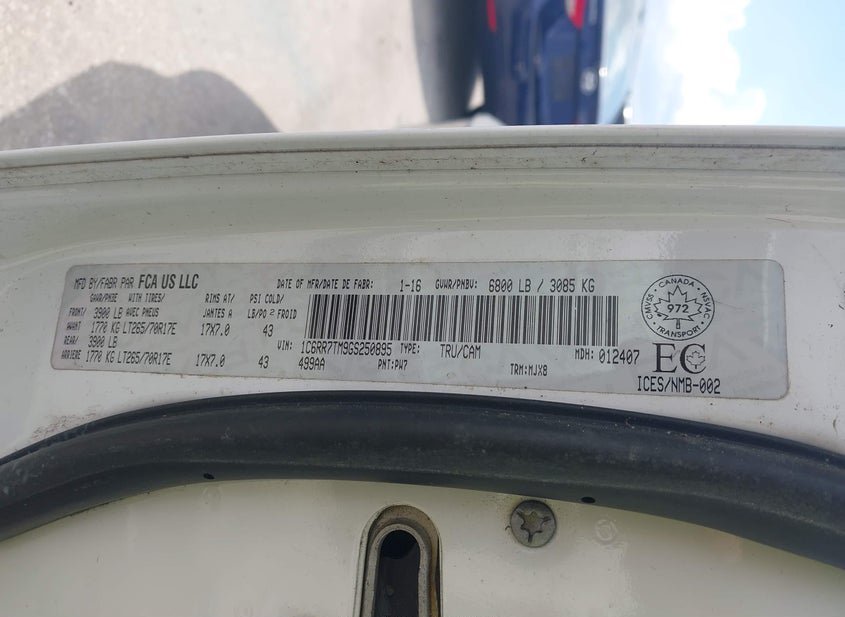 MFD BY/FABR PAR FCA US LLC DATE OF MFR/DATE DE FABR: 1-16 GVWR/PNBV: 6800 LB / 3085 KG
GAWR/PNBE WITH TIRES/ RIMS AT/ PSI COLD/
FRONT/ 3900 LB AVEC PNEUS JANTES A LB/PO2 FROID
AVANT 1770 KG LT265/70R17E 17X7.0 43
REAR/ 3900 LB VIN: 1C6RR7TM9GS250895 TYPE: TRU/CAM MDH: 012407
ARRIERE 1770 KG LT265/70R17E 17X7.0 43 499AA PNT:PW7 TRM:MJX8
CANADA
CMVSS 972 NSVAC
TRANSPORT
EC
ICES/NMB-002